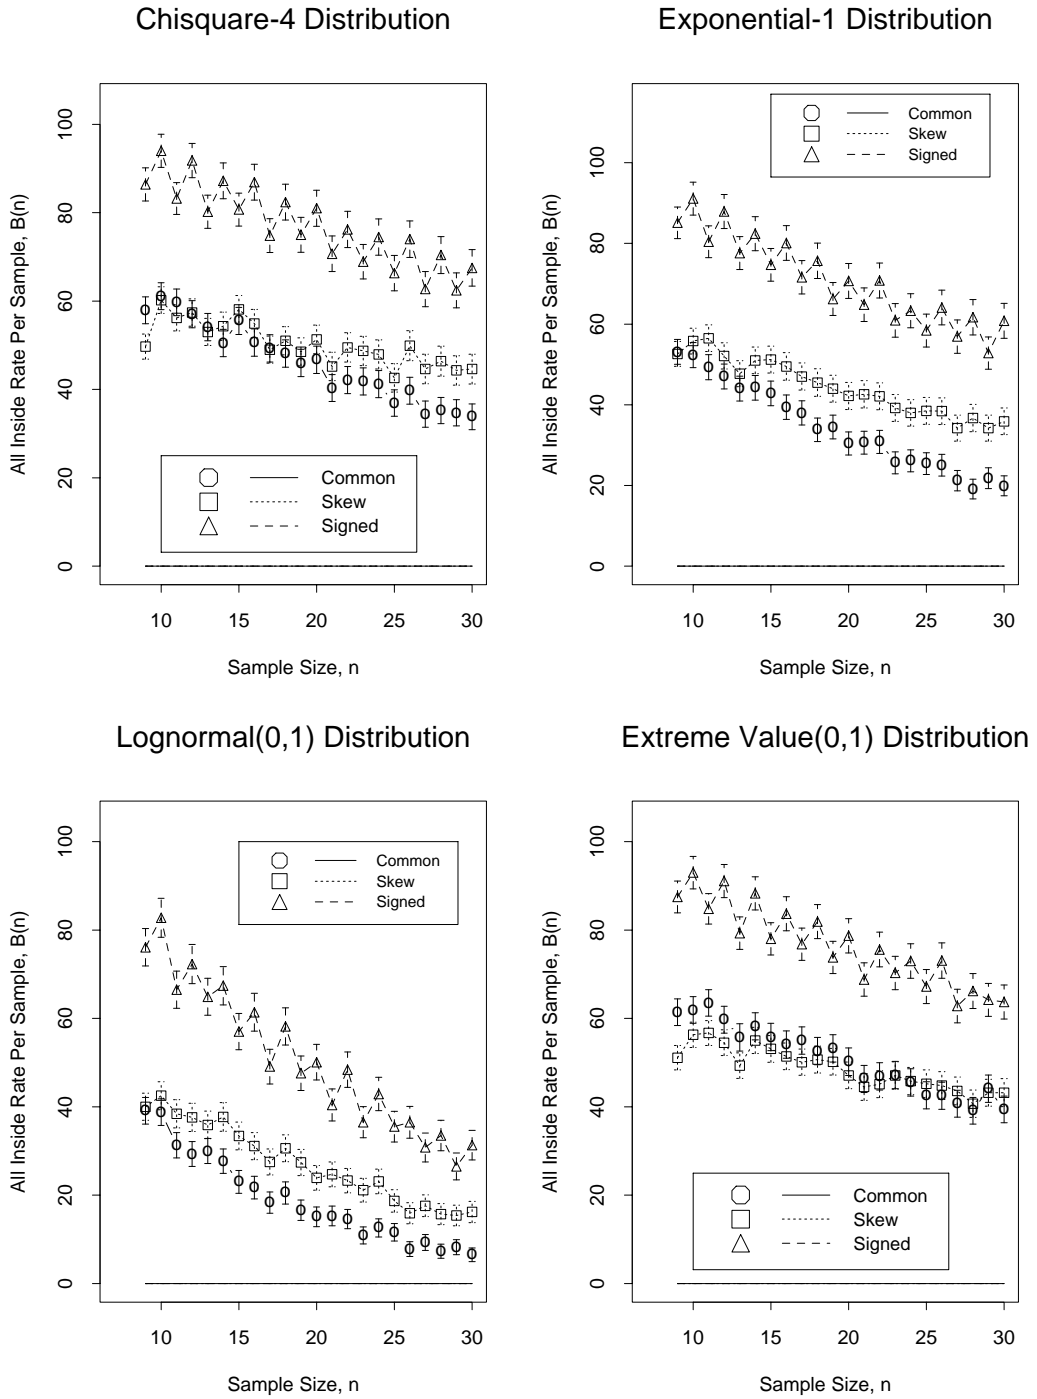 Chisquare-4 Distribution
All Inside Rate Per Sample, B(n)
100
80
60
40
20
0
Common
Skew
Signed
10 15 20 25 30
Sample Size, n
Exponential-1 Distribution
All Inside Rate Per Sample, B(n)
100
80
60
40
20
0
Common
Skew
Signed
10 15 20 25 30
Sample Size, n
Lognormal(0,1) Distribution
All Inside Rate Per Sample, B(n)
100
80
60
40
20
0
Common
Skew
Signed
10 15 20 25 30
Sample Size, n
Extreme Value(0,1) Distribution
All Inside Rate Per Sample, B(n)
100
80
60
40
20
0
Common
Skew
Signed
10 15 20 25 30
Sample Size, n